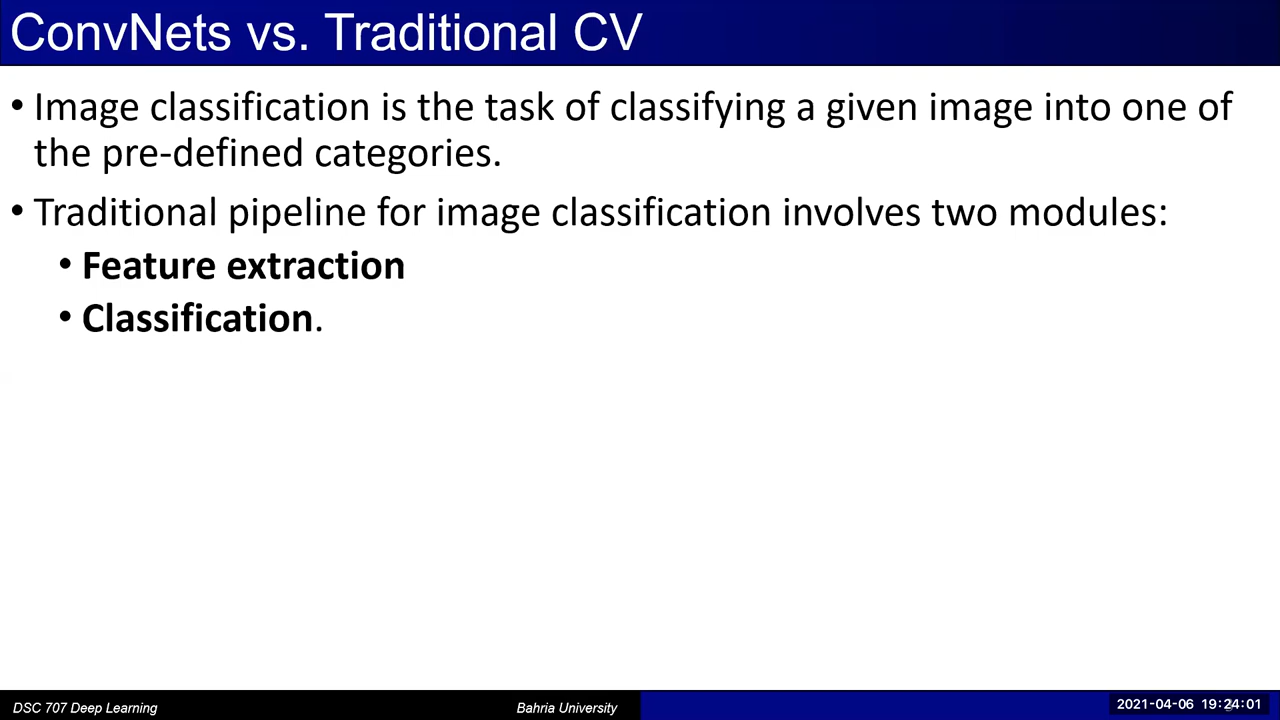 ConvNets vs. Traditional CV
• Image classification is the task of classifying a given image into one of
the pre-defined categories.
• Traditional pipeline for image classification involves two modules:
• Feature extraction
• Classification.
DSC 707 Deep Learning
Bahria University
2021-04-06 19:24:01